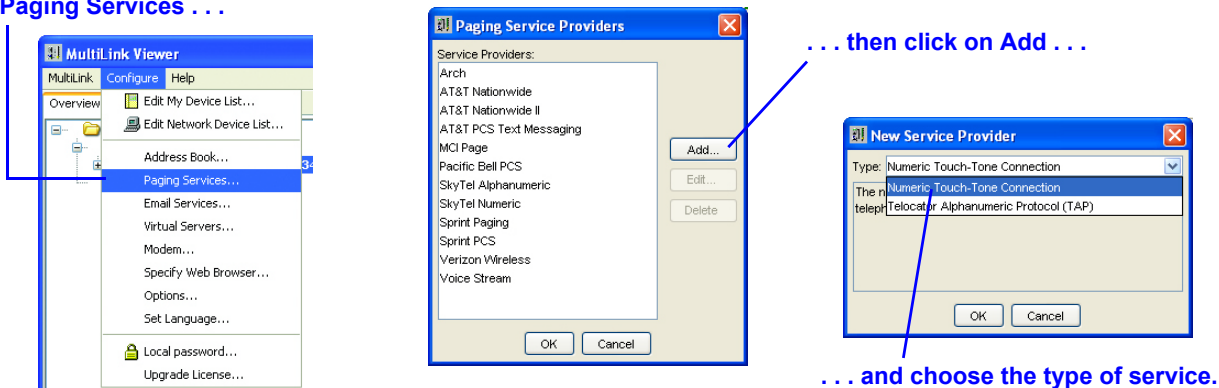 Paging Services . . .
MultiLink Viewer
MultiLink Configure Help
Overview
Edit My Device List...
Edit Network Device List...
Address Book...
Paging Services...
Email Services...
Virtual Servers...
Modem...
Specify Web Browser...
Options...
Set Language...
Local password...
Upgrade License...
Paging Service Providers
Service Providers:
Arch
AT&T Nationwide
AT&T Nationwide II
AT&T PCS Text Messaging
MCI Page
Pacific Bell PCS
SkyTel Alphanumeric
SkyTel Numeric
Sprint Paging
Sprint PCS
Verizon Wireless
Voice Stream
Add...
Edit...
Delete
OK Cancel
. . . then click on Add . . .
New Service Provider
Type: Numeric Touch-Tone Connection
Numeric Touch-Tone Connection
Telocator Alphanumeric Protocol (TAP)
The
OK Cancel
. . . and choose the type of service.